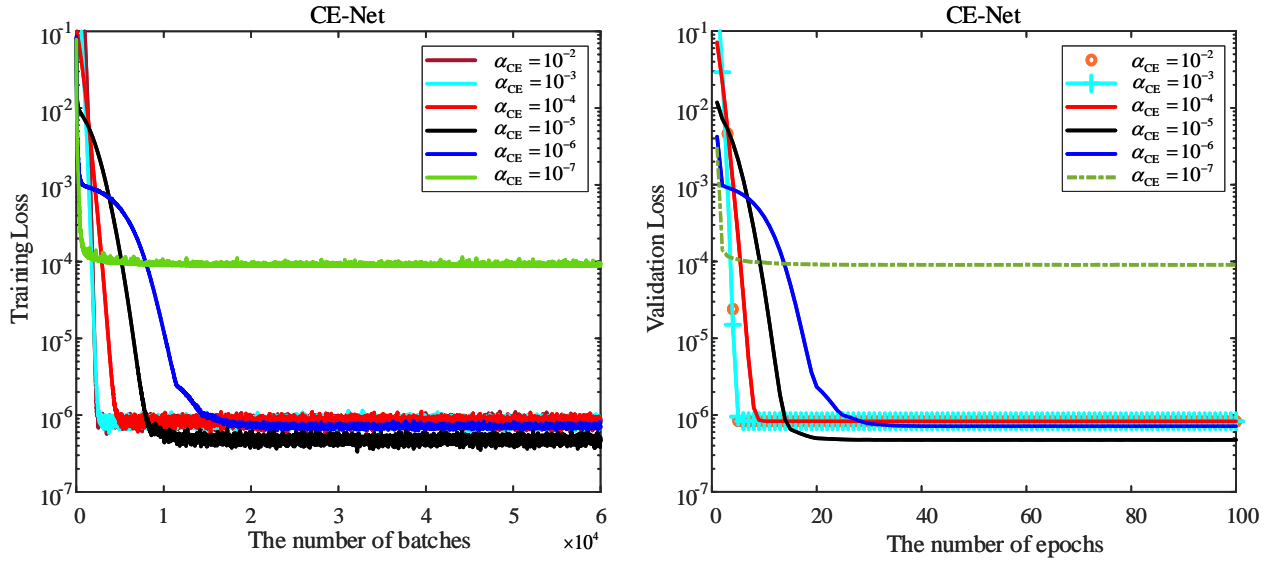 CE-Net
Training Loss
10⁻¹
10⁻²
10⁻³
10⁻⁴
10⁻⁵
10⁻⁶
10⁻⁷
α_CE = 10⁻²
α_CE = 10⁻³
α_CE = 10⁻⁴
α_CE = 10⁻⁵
α_CE = 10⁻⁶
α_CE = 10⁻⁷
0 1 2 3 4 5 6
The number of batches
×10⁴
CE-Net
Validation Loss
10⁻¹
10⁻²
10⁻³
10⁻⁴
10⁻⁵
10⁻⁶
10⁻⁷
α_CE = 10⁻²
α_CE = 10⁻³
α_CE = 10⁻⁴
α_CE = 10⁻⁵
α_CE = 10⁻⁶
α_CE = 10⁻⁷
0 20 40 60 80 100
The number of epochs